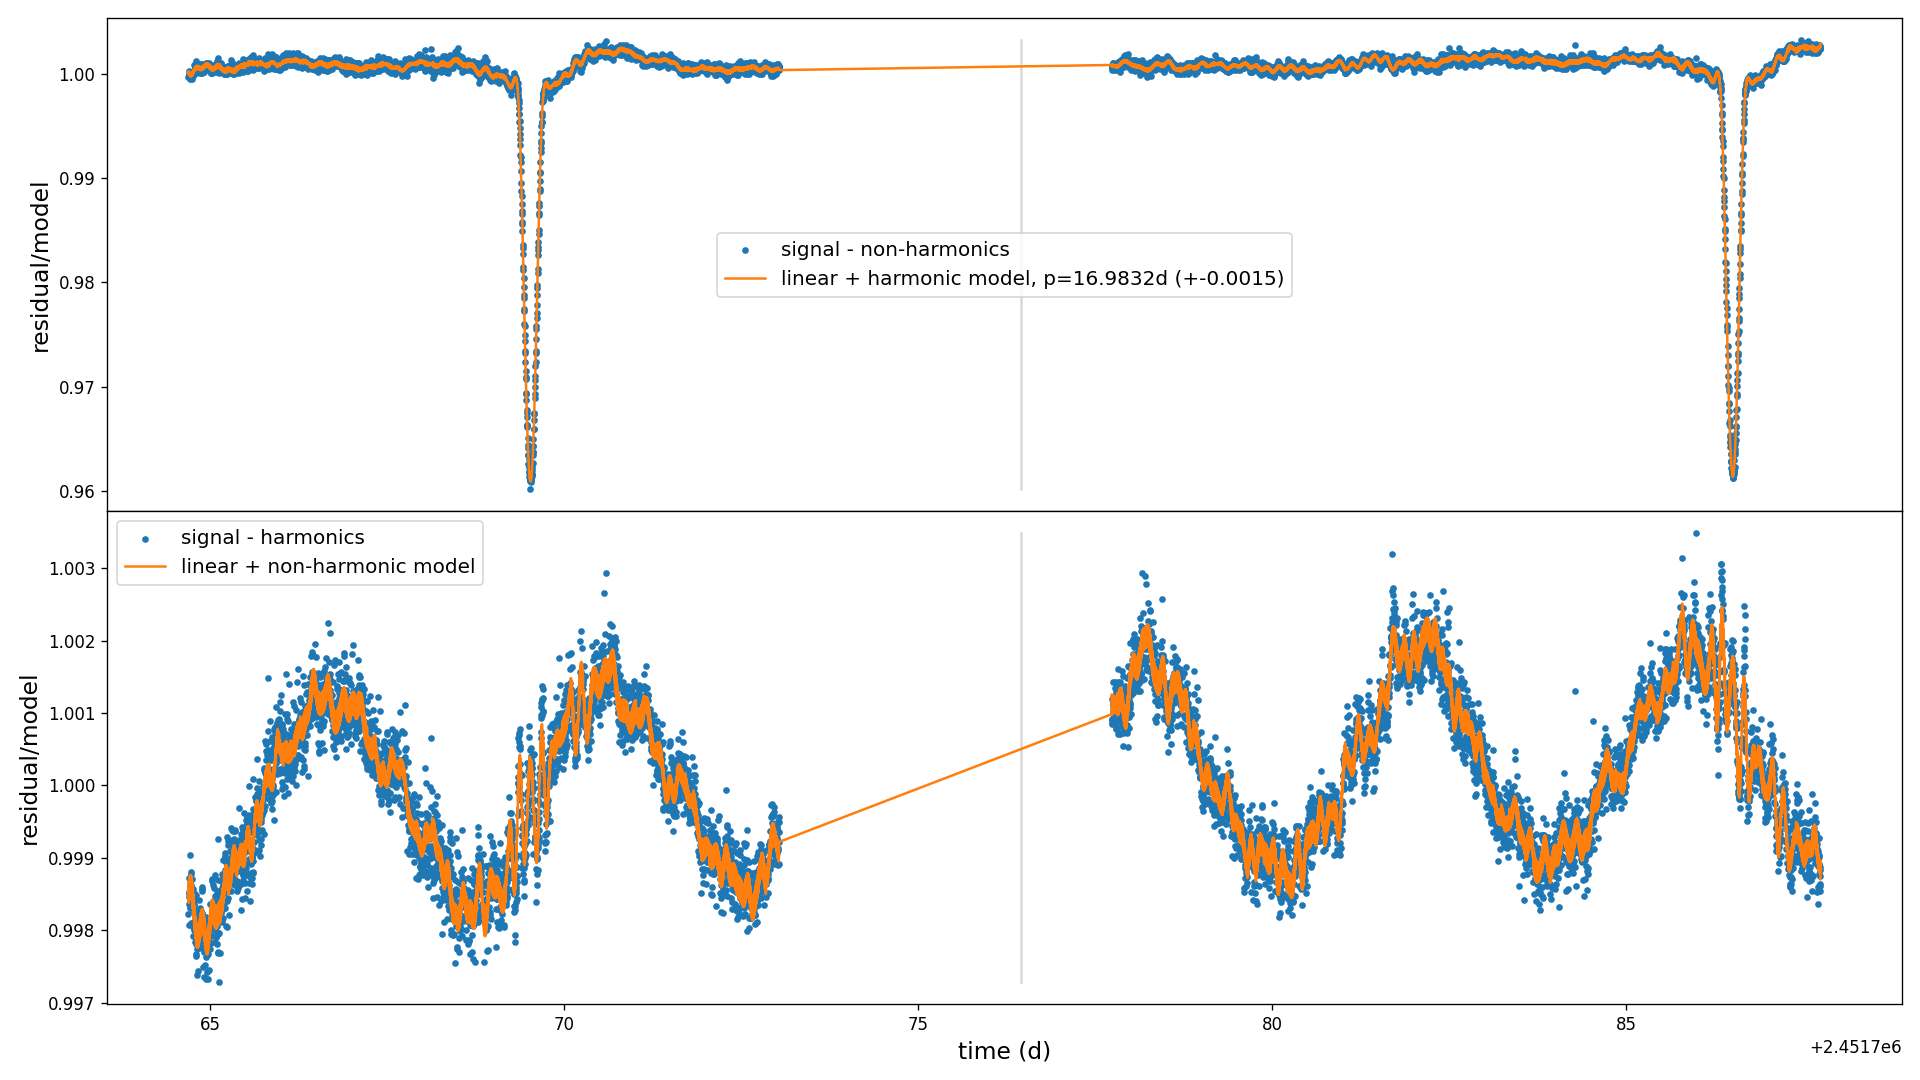 1.00
0.99
0.98
0.97
0.96
residual/model
signal - non-harmonics
linear + harmonic model, p=16.9832d (+-0.0015)
signal - harmonics
linear + non-harmonic model
1.003
1.002
1.001
1.000
0.999
0.998
0.997
residual/model
65 70 75 80 85
time (d)
+2.4517e6